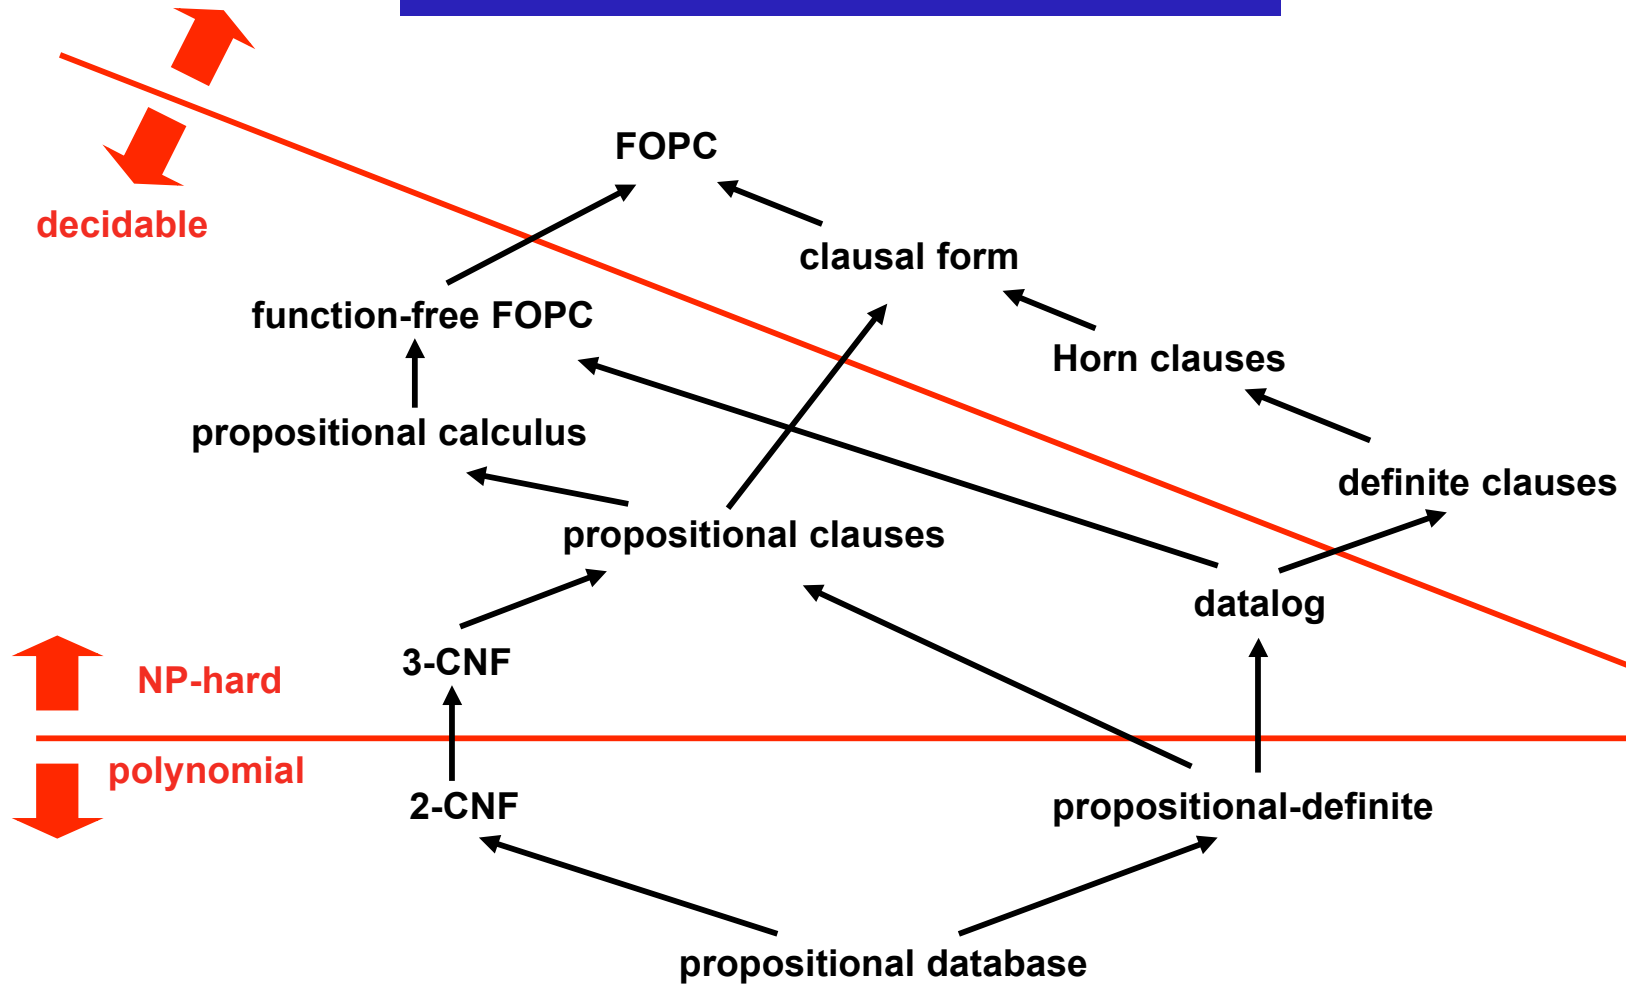 FOPC
decidable
clausal form
function-free FOPC
Horn clauses
propositional calculus
definite clauses
propositional clauses
datalog
3-CNF
NP-hard
polynomial
2-CNF
propositional-definite
propositional database